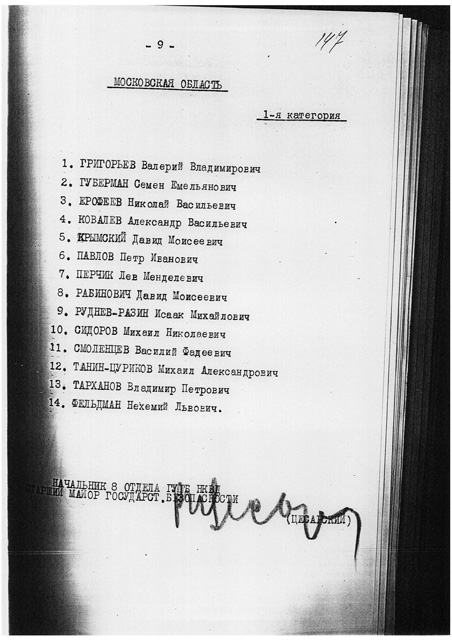 - 9 -
147
МОСКОВСКАЯ ОБЛАСТЬ
1-я категория
1. ГРИГОРЬЕВ Валерий Владимирович
2. ГУБЕРМАН Семен Емельянович
3. ЕРОФЕЕВ Николай Васильевич
4. КОВАЛЕВ Александр Васильевич
5. КРЫМСКИЙ Давид Моисеевич
6. ПАВЛОВ Петр Иванович
7. ПЕРЧИК Лев Менделевич
8. РАБИНОВИЧ Давид Моисеевич
9. РУДНЕВ-РАЗИН Исаак Михайлович
10. СИДОРОВ Михаил Николаевич
11. СМОЛЕНЦЕВ Василий Фадеевич
12. ТАНИН-ЦУРИКОВ Михаил Александрович
13. ТАРХАНОВ Владимир Петрович
14. ФЕЛЬДМАН Нехемий Львович.
НАЧАЛЬНИК 8 ОТДЕЛА ГУГБ НКВД
СТАРШИЙ МАЙОР ГОСУДАРСТ.БЕЗОПАСНОСТИ
(ЦЕСАРСКИЙ)